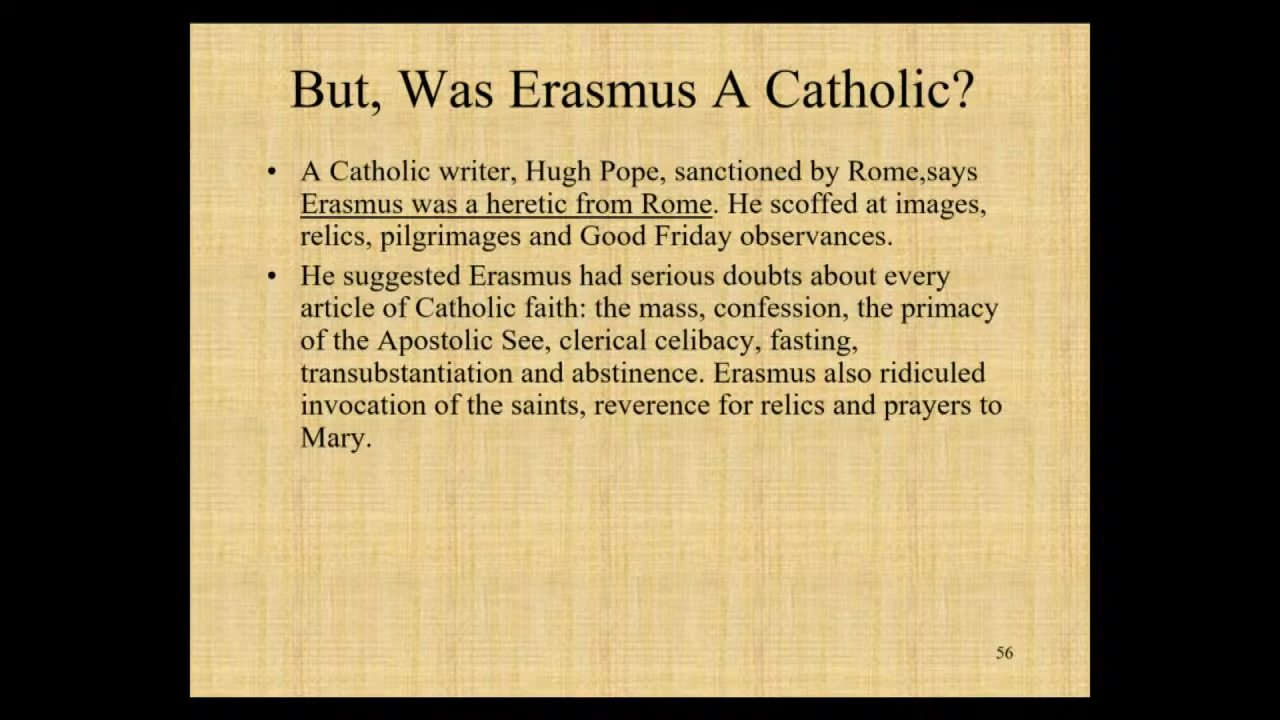 But, Was Erasmus A Catholic?
• A Catholic writer, Hugh Pope, sanctioned by Rome,says
Erasmus was a heretic from Rome. He scoffed at images,
relics, pilgrimages and Good Friday observances.
• He suggested Erasmus had serious doubts about every
article of Catholic faith: the mass, confession, the primacy
of the Apostolic See, clerical celibacy, fasting,
transubstantiation and abstinence. Erasmus also ridiculed
invocation of the saints, reverence for relics and prayers to
Mary.
56